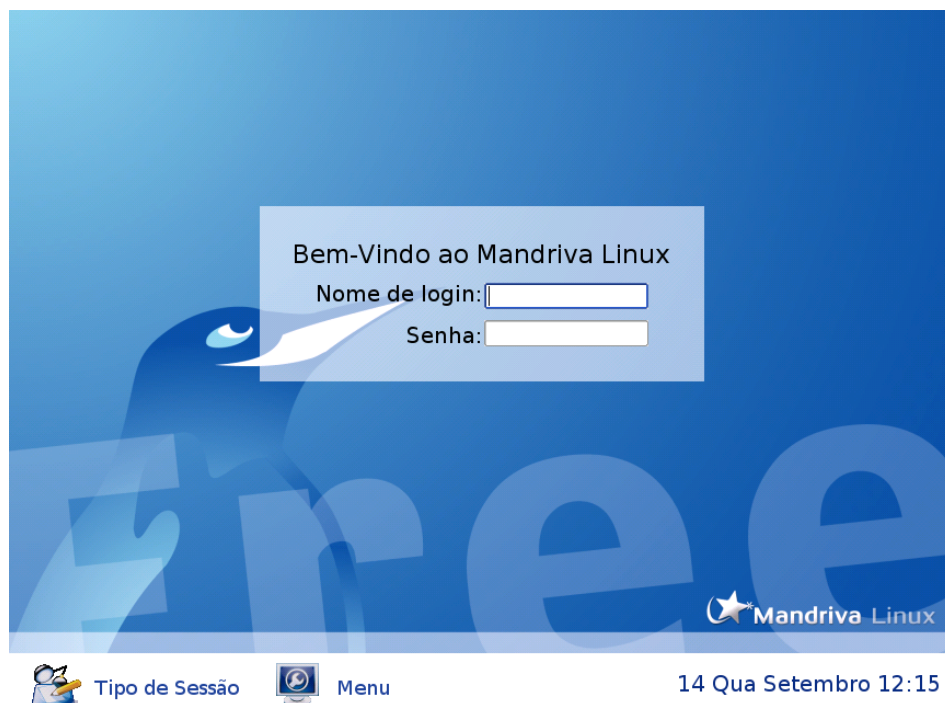 Bem-Vindo ao Mandriva Linux
Nome de login:
Senha:
Free
Mandriva Linux
Tipo de Sessão
Menu
14 Qua Setembro 12:15